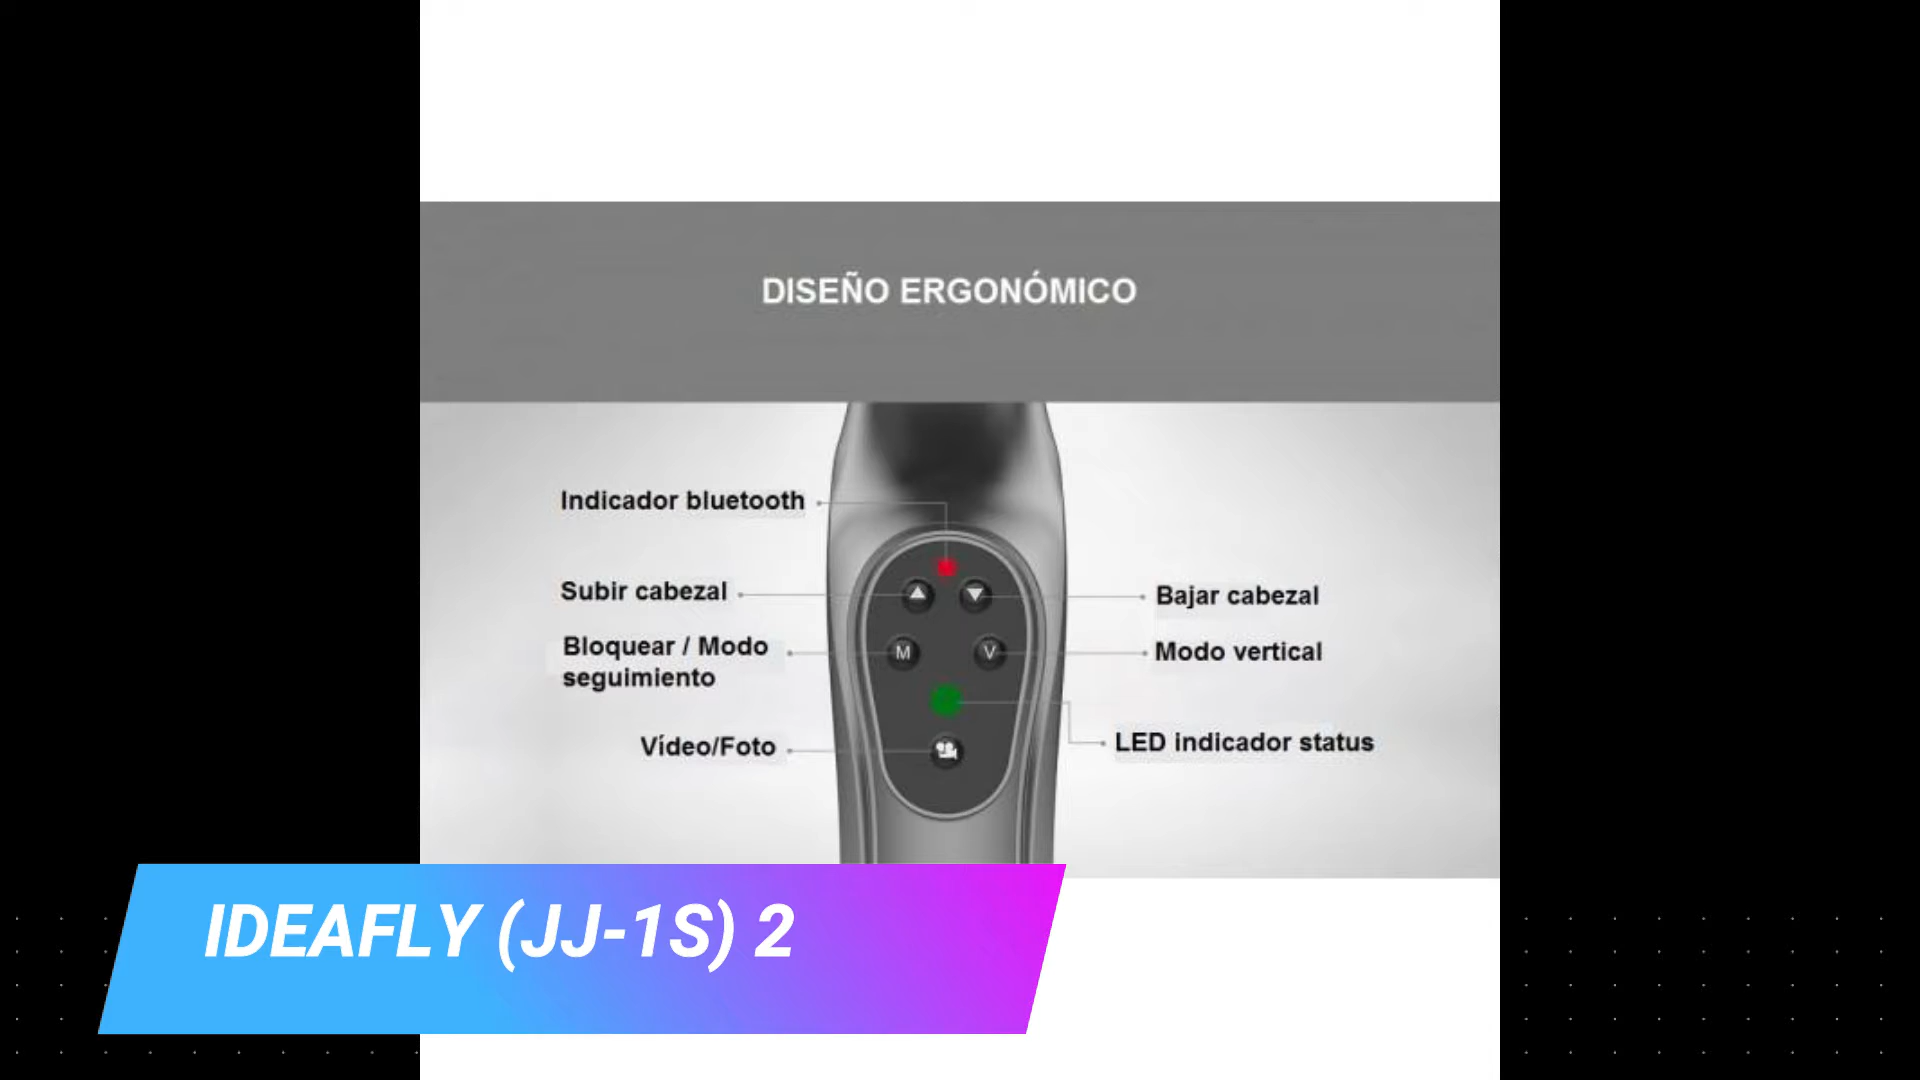 DISEÑO ERGONÓMICO
Indicador bluetooth
Subir cabezal
Bajar cabezal
Bloquear / Modo
seguimiento
Modo vertical
M
V
Vídeo/Foto
LED indicador status
IDEAFLY (JJ-1S) 2